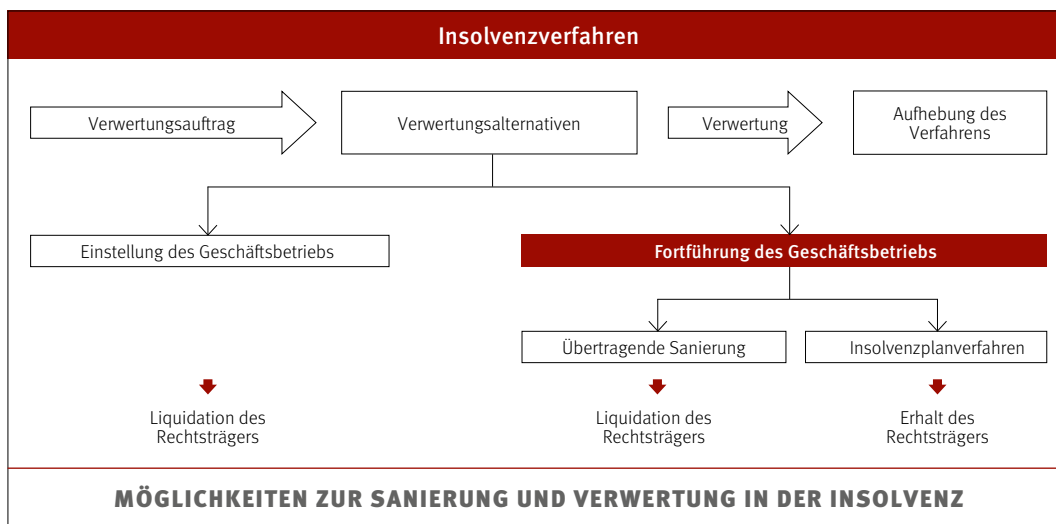 Insolvenzverfahren
Verwertungsauftrag
Verwertungsalternativen
Verwertung
Aufhebung des
Verfahrens
Einstellung des Geschäftsbetriebs
Fortführung des Geschäftsbetriebs
Übertragende Sanierung
Insolvenzplanverfahren
Liquidation des
Rechtsträgers
Liquidation des
Rechtsträgers
Erhalt des
Rechtsträgers
MÖGLICHKEITEN ZUR SANIERUNG UND VERWERTUNG IN DER INSOLVENZ